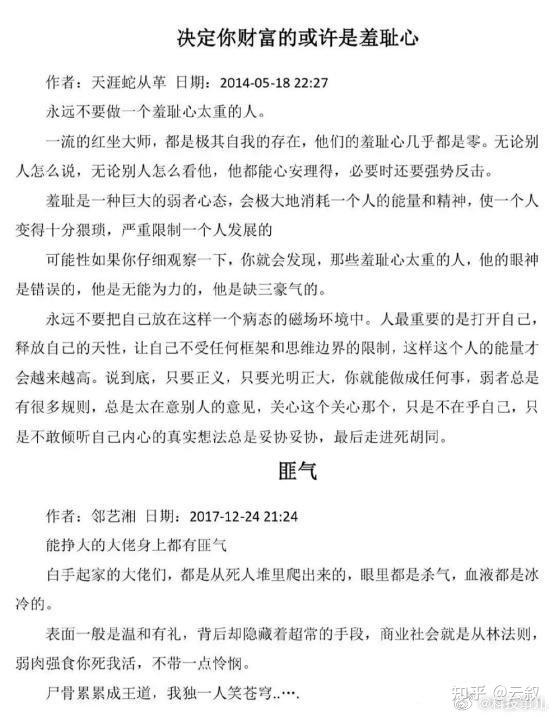 决定你财富的或许是羞耻心
作者：天涯蛇从革 日期：2014-05-18 22:27
永远不要做一个羞耻心太重的人。
一流的红坐大师，都是极其自我的存在，他们的羞耻心几乎都是零。无论别
人怎么说，无论别人怎么看他，他都能心安理得，必要时还要强势反击。
羞耻是一种巨大的弱者心态，会极大地消耗一个人的能量和精神，使一个人
变得十分猥琐，严重限制一个人发展的
可能性如果你仔细观察一下，你就会发现，那些羞耻心太重的人，他的眼神
是错误的，他是无能为力的，他是缺三豪气的。
永远不要把自己放在这样一个病态的磁场环境中。人最重要的是打开自己，
释放自己的天性，让自己不受任何框架和思维边界的限制，这样这个人的能量才
会越来越高。说到底，只要正义，只要光明正大，你就能做成任何事，弱者总是
有很多规则，总是太在意别人的意见，关心这个关心那个，只是不在乎自己，只
是不敢倾听自己内心的真实想法总是妥协妥协，最后走进死胡同。
匪气
作者：邻艺湘 日期：2017-12-24 21:24
能挣大的大佬身上都有匪气
白手起家的大佬们，都是从死人堆里爬出来的，眼里都是杀气，血液都是冰
冷的。
表面一般是温和有礼，背后却隐藏着超常的手段，商业社会就是从林法则，
弱肉强食你死我活，不带一点怜悯。
尸骨累累成王道，我独一人笑苍穹..….
知乎 @云叙